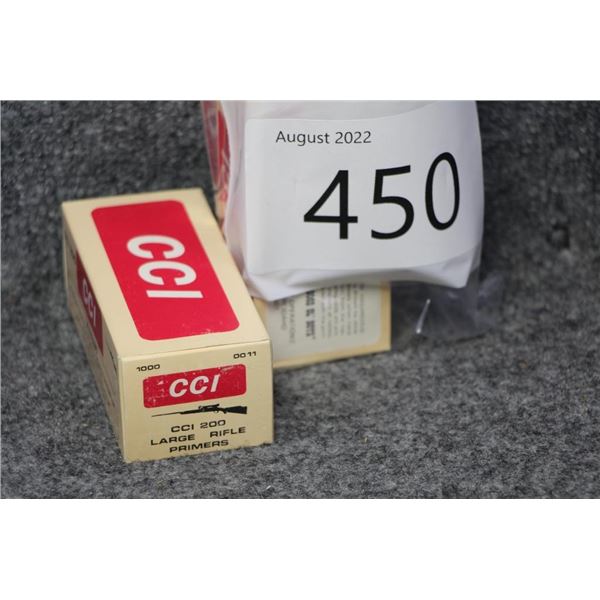 August 2022
450
CCI
CCI
1000 0011
CCI
CCI 200
LARGE RIFLE
PRIMERS